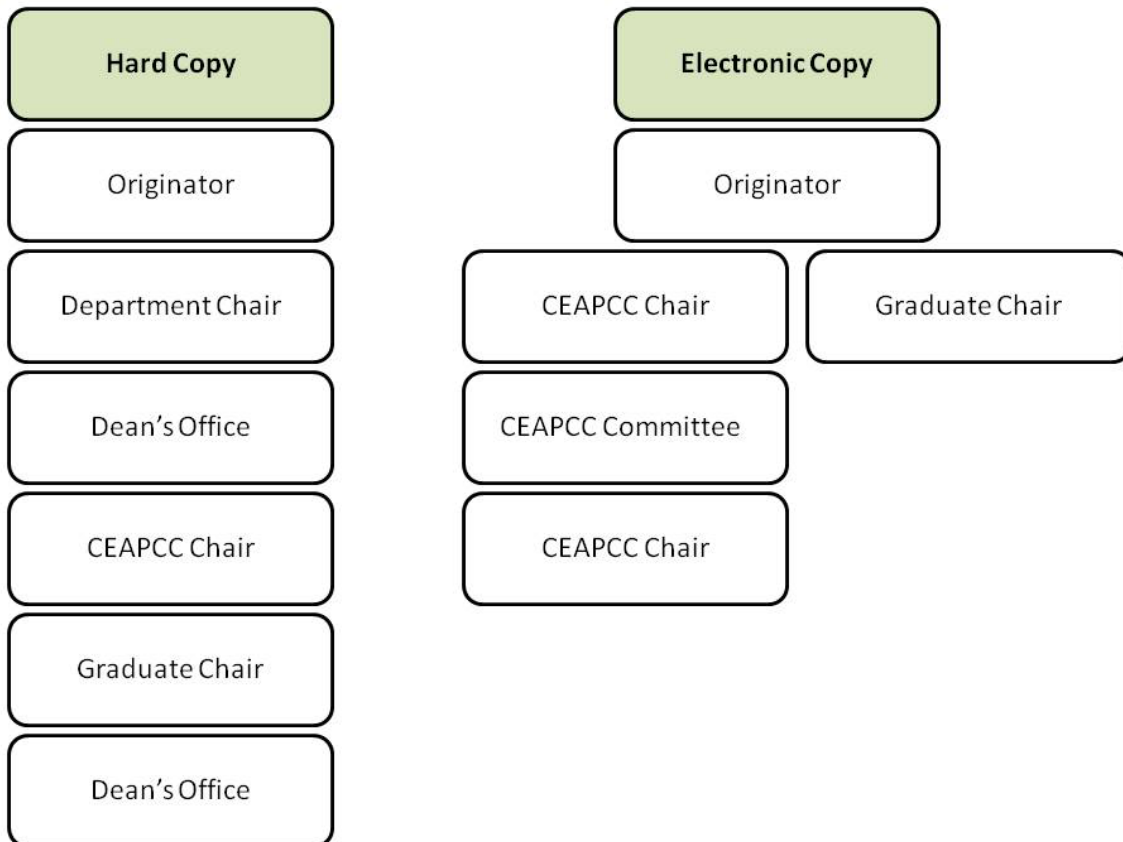 Hard Copy
Originator
Department Chair
Dean’s Office
CEAPCC Chair
Graduate Chair
Dean’s Office
Electronic Copy
Originator
CEAPCC Chair
Graduate Chair
CEAPCC Committee
CEAPCC Chair